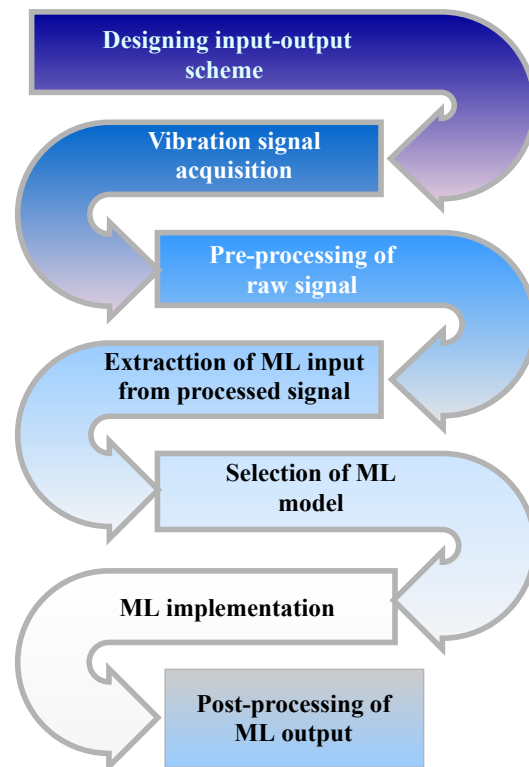 Designing input-output
scheme
Vibration signal
acquisition
Pre-processing of
raw signal
Extracttion of ML input
from processed signal
Selection of ML
model
ML implementation
Post-processing of
ML output